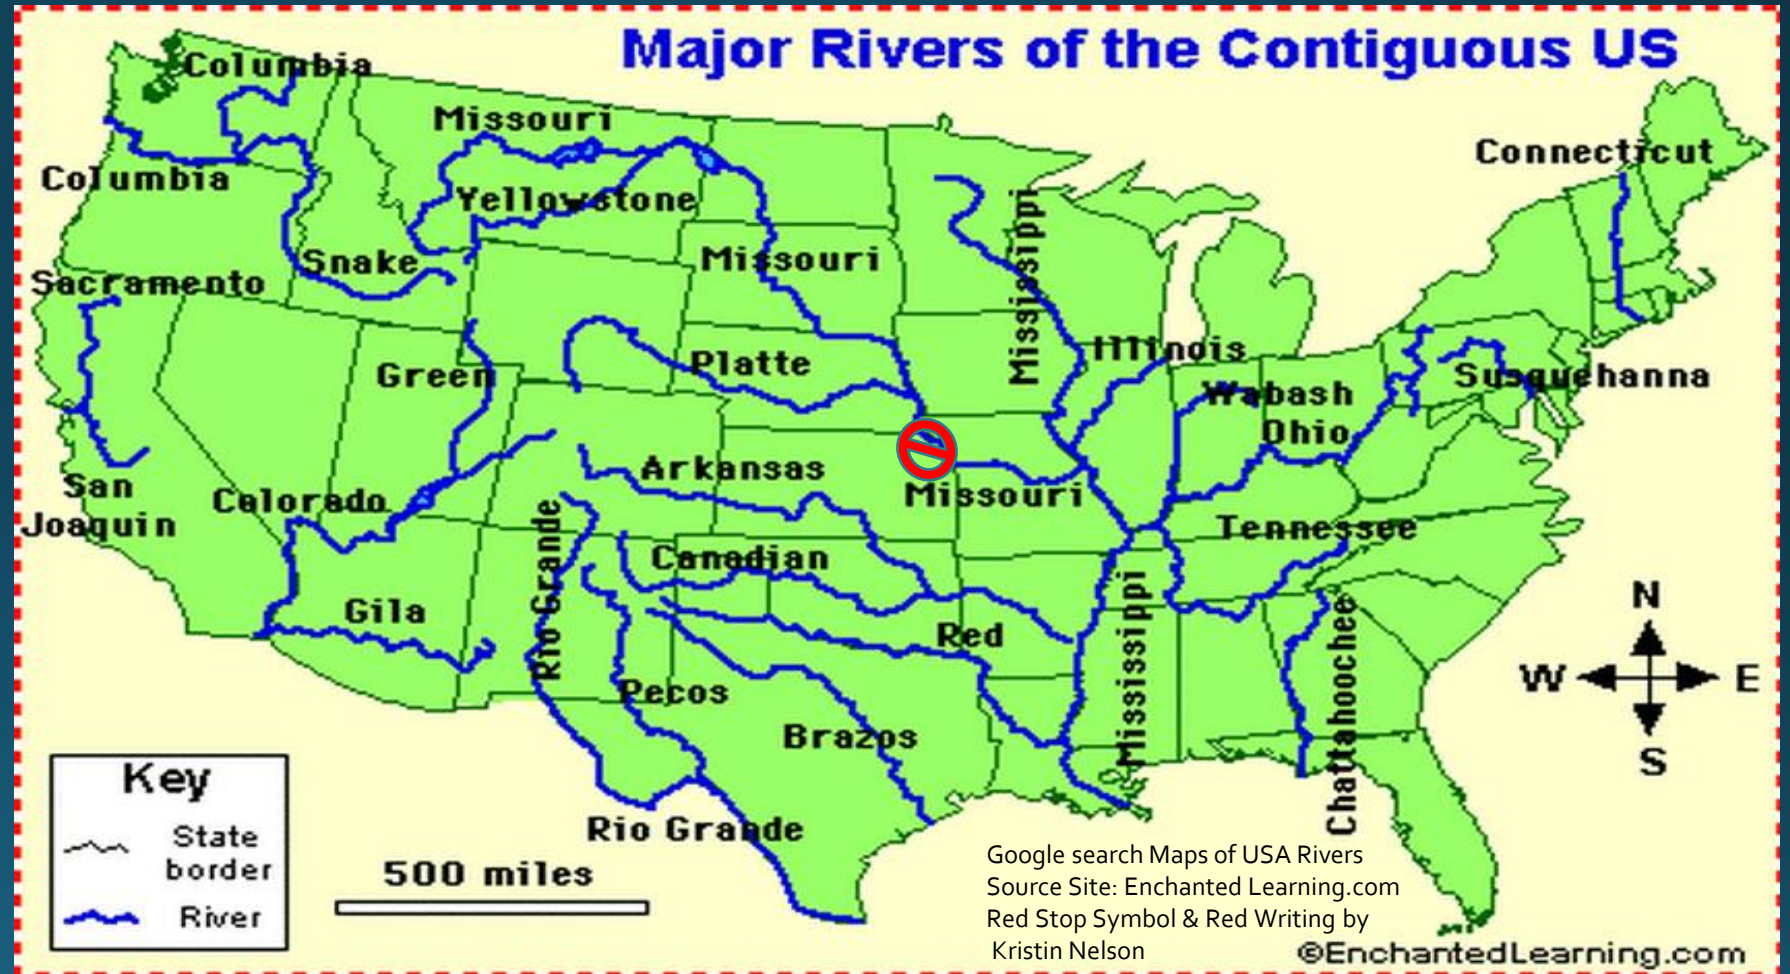 Major Rivers of the Contiguous US
Columbia
Missouri
Connecticut
Columbia
Yellowstone
Mississippi
Snake
Missouri
Sacramento
Illinois
Platte
Green
Susquehanna
Wabash
Ohio
Arkansas
San
Joaquin
Colorado
Missouri
Tennessee
Rio Grande
Canadian
Gila
Red
Mississippi
Chattahoochee
Pecos
Brazos
Rio Grande
N
W E
S
Key
State
border
River
500 miles
Google search Maps of USA Rivers
Source Site: Enchanted Learning.com
Red Stop Symbol & Red Writing by
Kristin Nelson
©EnchantedLearning.com